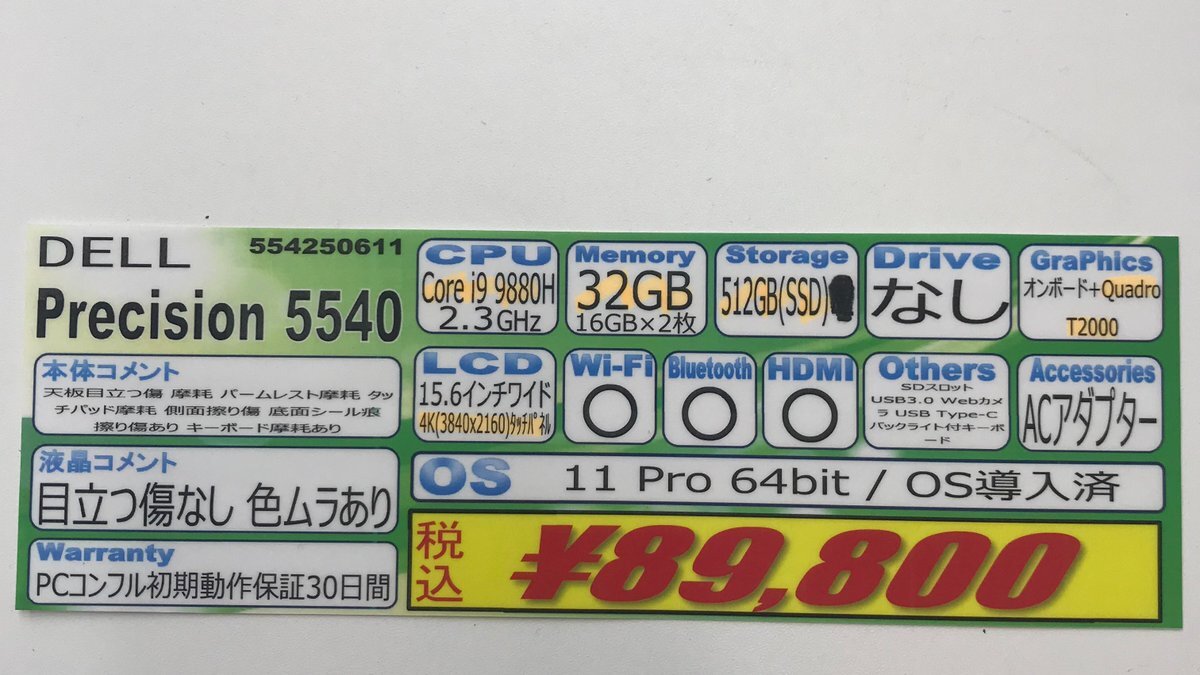 DELL 554250611
Precision 5540
本体コメント
天板目立つ傷 摩耗 パームレスト摩耗 タッ
チパッド摩耗 側面擦り傷 底面シール痕
擦り傷あり キーボード摩耗あり
液晶コメント
目立つ傷なし 色ムラあり
Warranty
PCコンフル初期動作保証30日間
CPU
Core i9 9880H
2.3GHz
Memory
32GB
16GB×2枚
Storage
512GB(SSD)
Drive
なし
GraPhics
オンボード+Quadro
T2000
LCD
15.6インチワイド
4K(3840x2160)ﾀｯﾁﾊﾟﾈﾙ
Wi-Fi
○
Bluetooth
○
HDMI
○
Others
SDスロット
USB3.0 Webカメ
ラ USB Type-C
バックライト付キーボ
ード
Accessories
ACアダプター
OS
11 Pro 64bit / OS導入済
税込
¥89,800